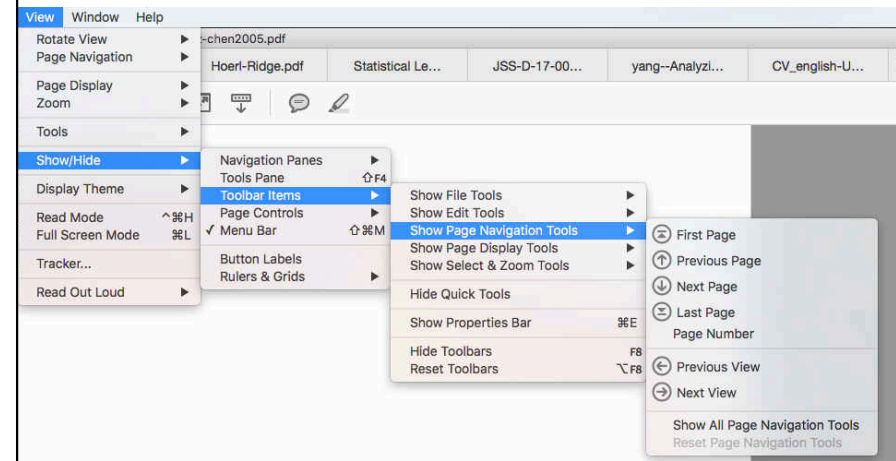 View Window Help
Rotate View
Page Navigation
Page Display
Zoom
Tools
Show/Hide
Display Theme
Read Mode ^⌘H
Full Screen Mode ⌘L
Tracker...
Read Out Loud
-chen2005.pdf
Hoerl-Ridge.pdf Statistical Le... JSS-D-17-00... yang--Analyzi... CV_english-U...
Navigation Panes
Tools Pane ⇧F4
Toolbar Items
Page Controls
✓ Menu Bar ⇧⌘M
Button Labels
Rulers & Grids
Show File Tools
Show Edit Tools
Show Page Navigation Tools
Show Page Display Tools
Show Select & Zoom Tools
Hide Quick Tools
Show Properties Bar ⌘E
Hide Toolbars F8
Reset Toolbars ⌥F8
First Page
Previous Page
Next Page
Last Page
Page Number
Previous View
Next View
Show All Page Navigation Tools
Reset Page Navigation Tools